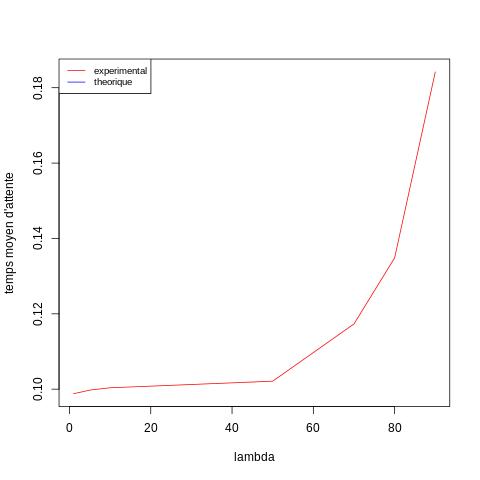 experimental
theorique
temps moyen d'attente
0.18
0.16
0.14
0.12
0.10
0 20 40 60 80
lambda